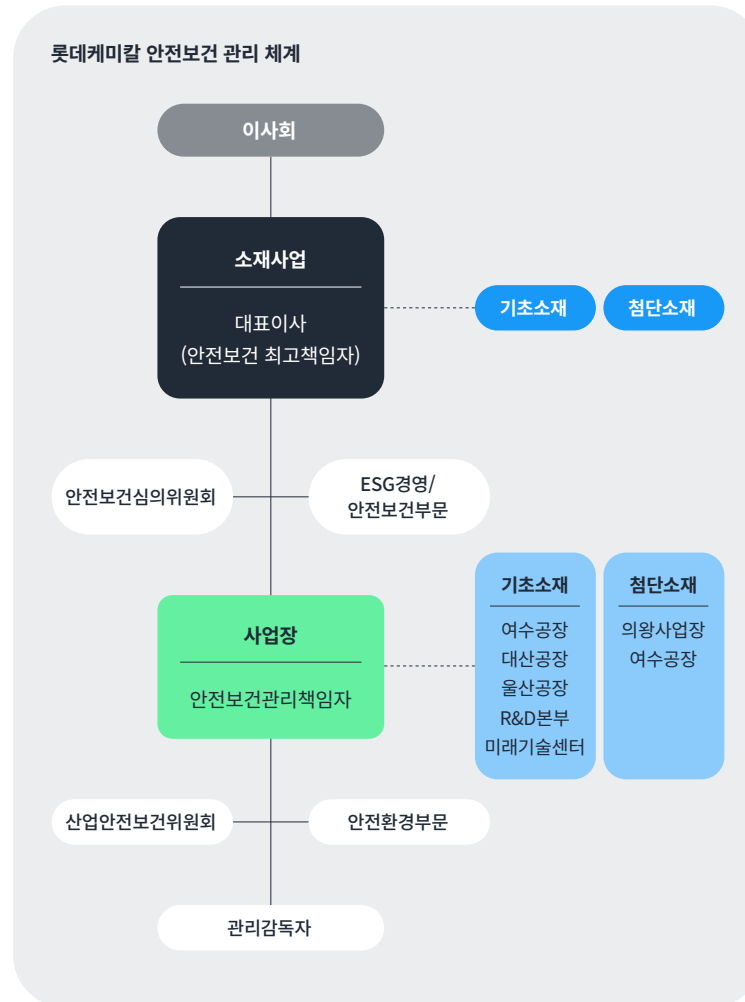 롯데케미칼 안전보건 관리 체계
이사회
소재사업
대표이사
(안전보건 최고책임자)
기초소재
첨단소재
안전보건심의위원회
ESG경영/
안전보건부문
사업장
안전보건관리책임자
기초소재
여수공장
대산공장
울산공장
R&D본부
미래기술센터
첨단소재
의왕사업장
여수공장
산업안전보건위원회
안전환경부문
관리감독자